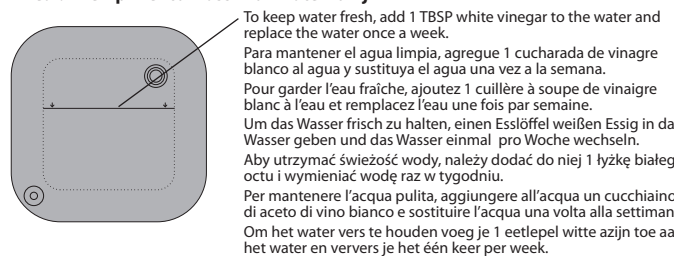 To keep water fresh, add 1 TBSP white vinegar to the water and
replace the water once a week.
Para mantener el agua limpia, agregue 1 cucharada de vinagre
blanco al agua y sustituya el agua una vez a la semana.
Pour garder l'eau fraîche, ajoutez 1 cuillère à soupe de vinaigre
blanc à l'eau et remplacez l'eau une fois par semaine.
Um das Wasser frisch zu halten, einen Esslöffel weißen Essig in da
Wasser geben und das Wasser einmal pro Woche wechseln.
Aby utrzymać świeżość wody, należy dodać do niej 1 łyżkę białeg
octu i wymieniać wodę raz w tygodniu.
Per mantenere l'acqua pulita, aggiungere all'acqua un cucchiaino
di aceto di vino bianco e sostituire l'acqua una volta alla settiman
Om het water vers te houden voeg je 1 eetlepel witte azijn toe aa
het water en ververs je het één keer per week.